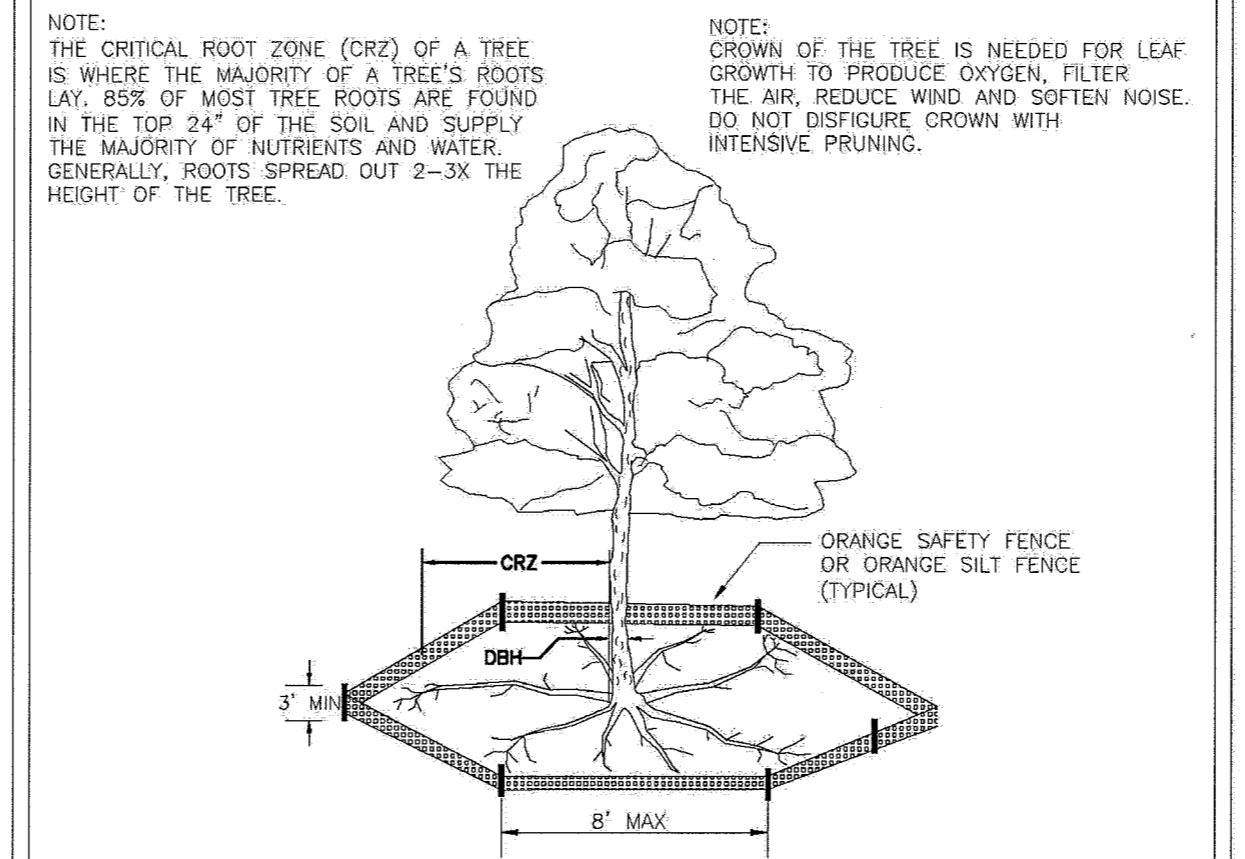 NOTE:
THE CRITICAL ROOT ZONE (CRZ) OF A TREE
IS WHERE THE MAJORITY OF A TREE'S ROOTS
LAY. 85% OF MOST TREE ROOTS ARE FOUND
IN THE TOP 24" OF THE SOIL AND SUPPLY
THE MAJORITY OF NUTRIENTS AND WATER.
GENERALLY, ROOTS SPREAD OUT 2-3X THE
HEIGHT OF THE TREE.
NOTE:
CROWN OF THE TREE IS NEEDED FOR LEAF
GROWTH TO PRODUCE OXYGEN, FILTER
THE AIR, REDUCE WIND AND SOFTEN NOISE.
DO NOT DISFIGURE CROWN WITH
INTENSIVE PRUNING.
ORANGE SAFETY FENCE
OR ORANGE SILT FENCE
(TYPICAL)
CRZ
DBH
3' MIN
8' MAX